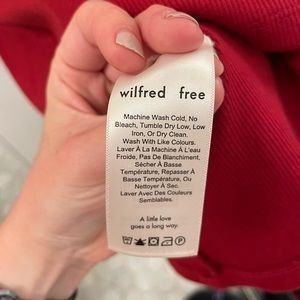 wilfred free
Machine Wash Cold, No
Bleach, Tumble Dry Low, Low
Iron, Or Dry Clean.
Wash With Like Colours.
Laver À La Machine À L'eau
Froide, Pas De Blanchiment,
Sécher À Basse
Température, Repasser À
Basse Température, Ou
Nettoyer À Sec.
Laver Avec Des Couleurs
Semblables.
A little love
goes a long way.